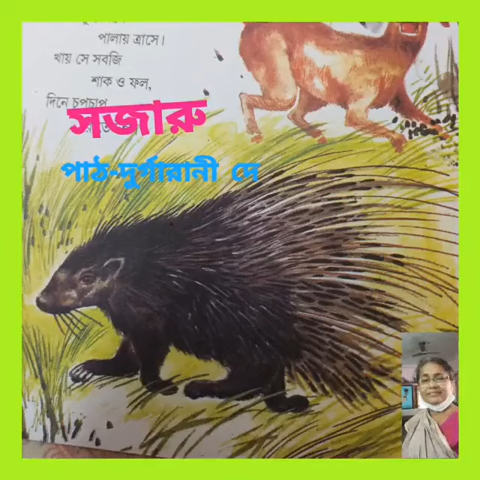 পালায় ত্রাসে।
খায় সে সবজি
শাক ও ফল,
দিনে চুপচাপ
সজারু
পাঠ-দুর্গারানী দে